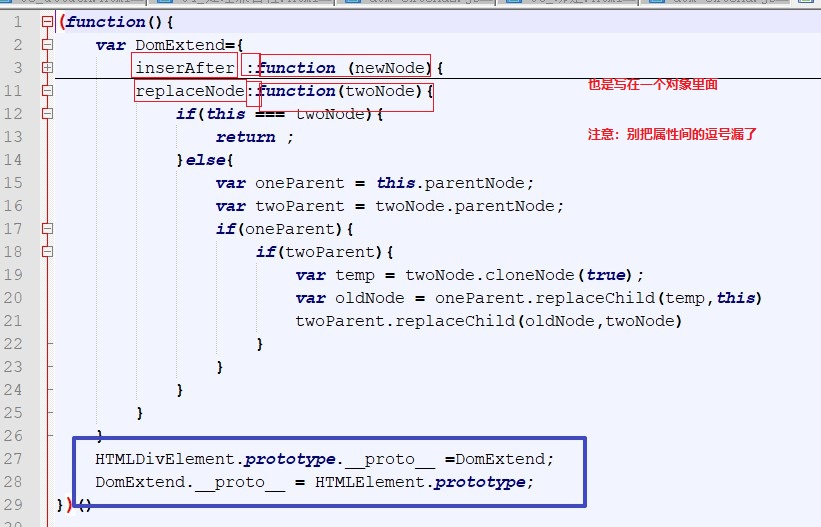 1 (function(){
2 var DomExtend={
3 inserAfter :function (newNode){
也是写在一个对象里面
11 replaceNode:function(twoNode){
12 if(this === twoNode){
注意：别把属性间的逗号漏了
13 return ;
14 }else{
15 var oneParent = this.parentNode;
16 var twoParent = twoNode.parentNode;
17 if(oneParent){
18 if(twoParent){
19 var temp = twoNode.cloneNode(true);
20 var oldNode = oneParent.replaceChild(temp,this)
21 twoParent.replaceChild(oldNode,twoNode)
22 }
23 }
24 }
25 }
26 }
27 HTMLDivElement.prototype.__proto__ =DomExtend;
28 DomExtend.__proto__ = HTMLElement.prototype;
29 })()